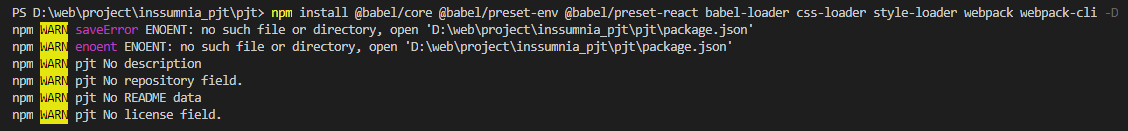 PS D:\web\project\inssumnia_pjt\pjt> npm install @babel/core @babel/preset-env @babel/preset-react babel-loader css-loader style-loader webpack webpack-cli -D
npm WARN saveError ENOENT: no such file or directory, open 'D:\web\project\inssumnia_pjt\pjt\package.json'
npm WARN enoent ENOENT: no such file or directory, open 'D:\web\project\inssumnia_pjt\pjt\package.json'
npm WARN pjt No description
npm WARN pjt No repository field.
npm WARN pjt No README data
npm WARN pjt No license field.